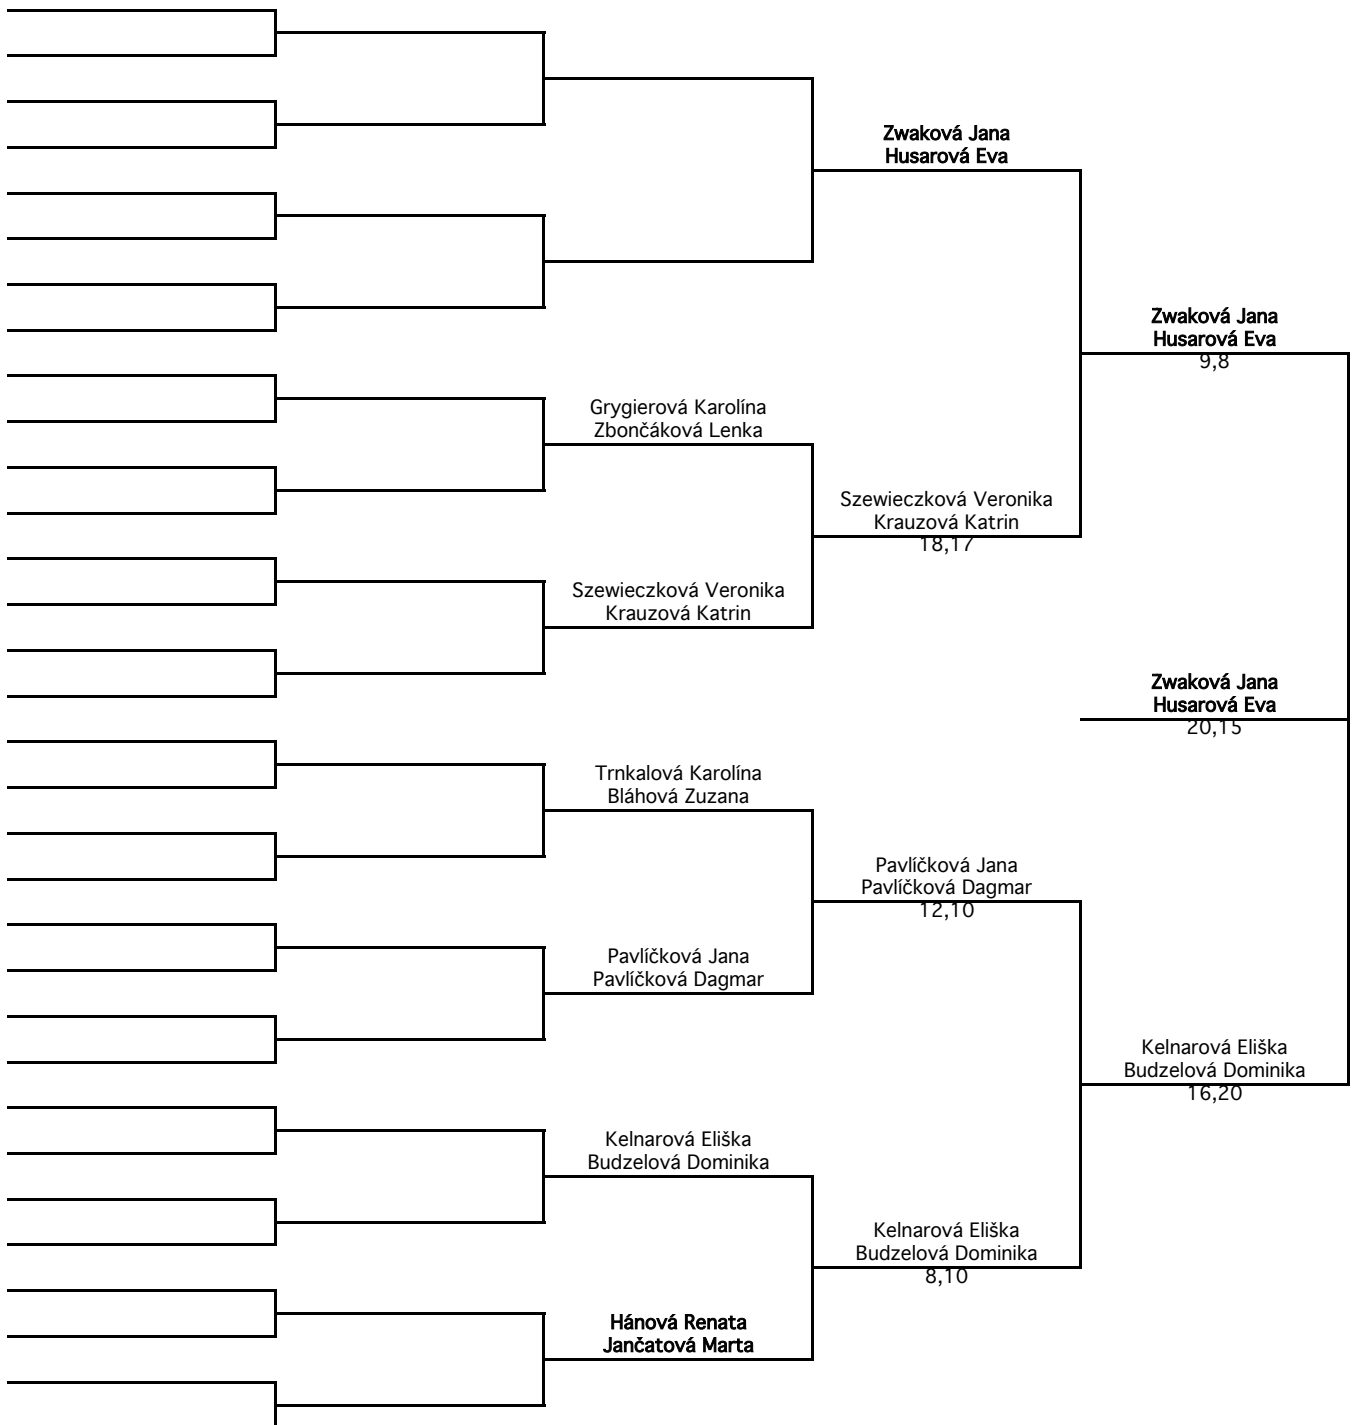 Zwaková Jana
Husarová Eva
Zwaková Jana
Husarová Eva
9,8
Grygierová Karolína
Zbončáková Lenka
Szewieczková Veronika
Krauzová Katrin
18,17
Szewieczková Veronika
Krauzová Katrin
Zwaková Jana
Husarová Eva
20,15
Trnkalová Karolína
Bláhová Zuzana
Pavlíčková Jana
Pavlíčková Dagmar
12,10
Pavlíčková Jana
Pavlíčková Dagmar
Kelnarová Eliška
Budzelová Dominika
16,20
Kelnarová Eliška
Budzelová Dominika
Kelnarová Eliška
Budzelová Dominika
8,10
Hánová Renata
Jančatová Marta